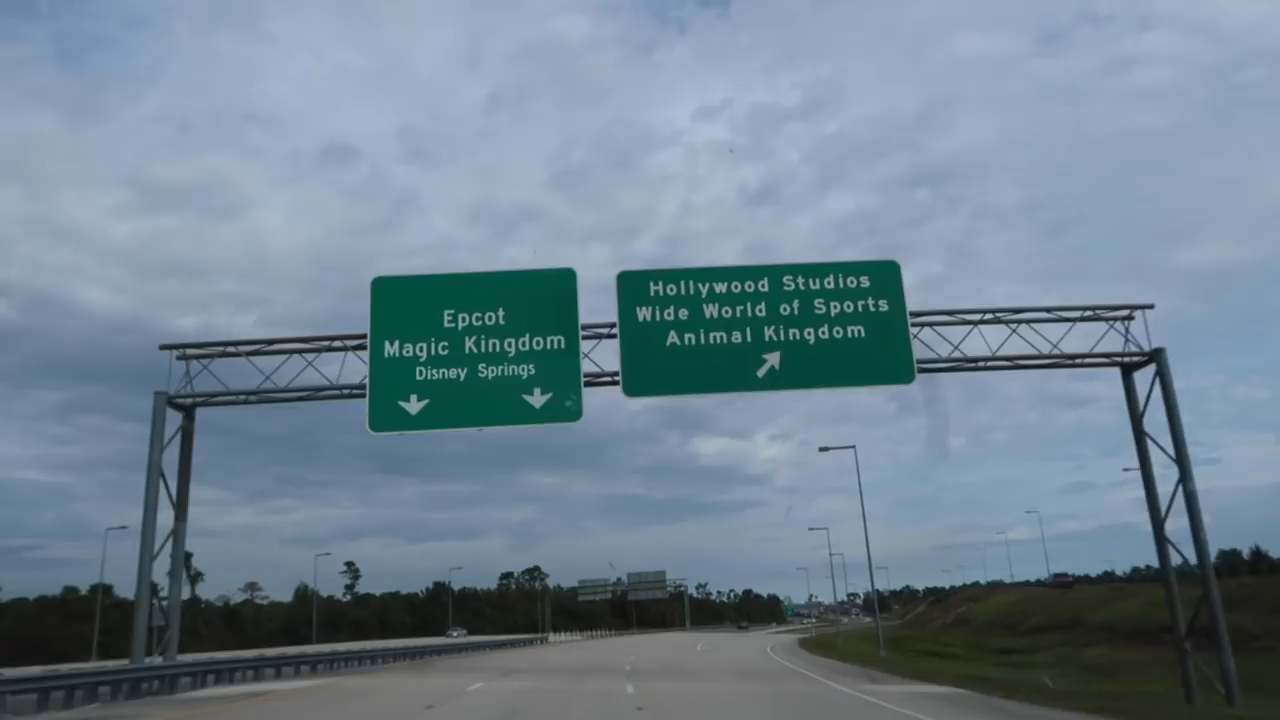 Epcot
Magic Kingdom
Disney Springs
Hollywood Studios
Wide World of Sports
Animal Kingdom